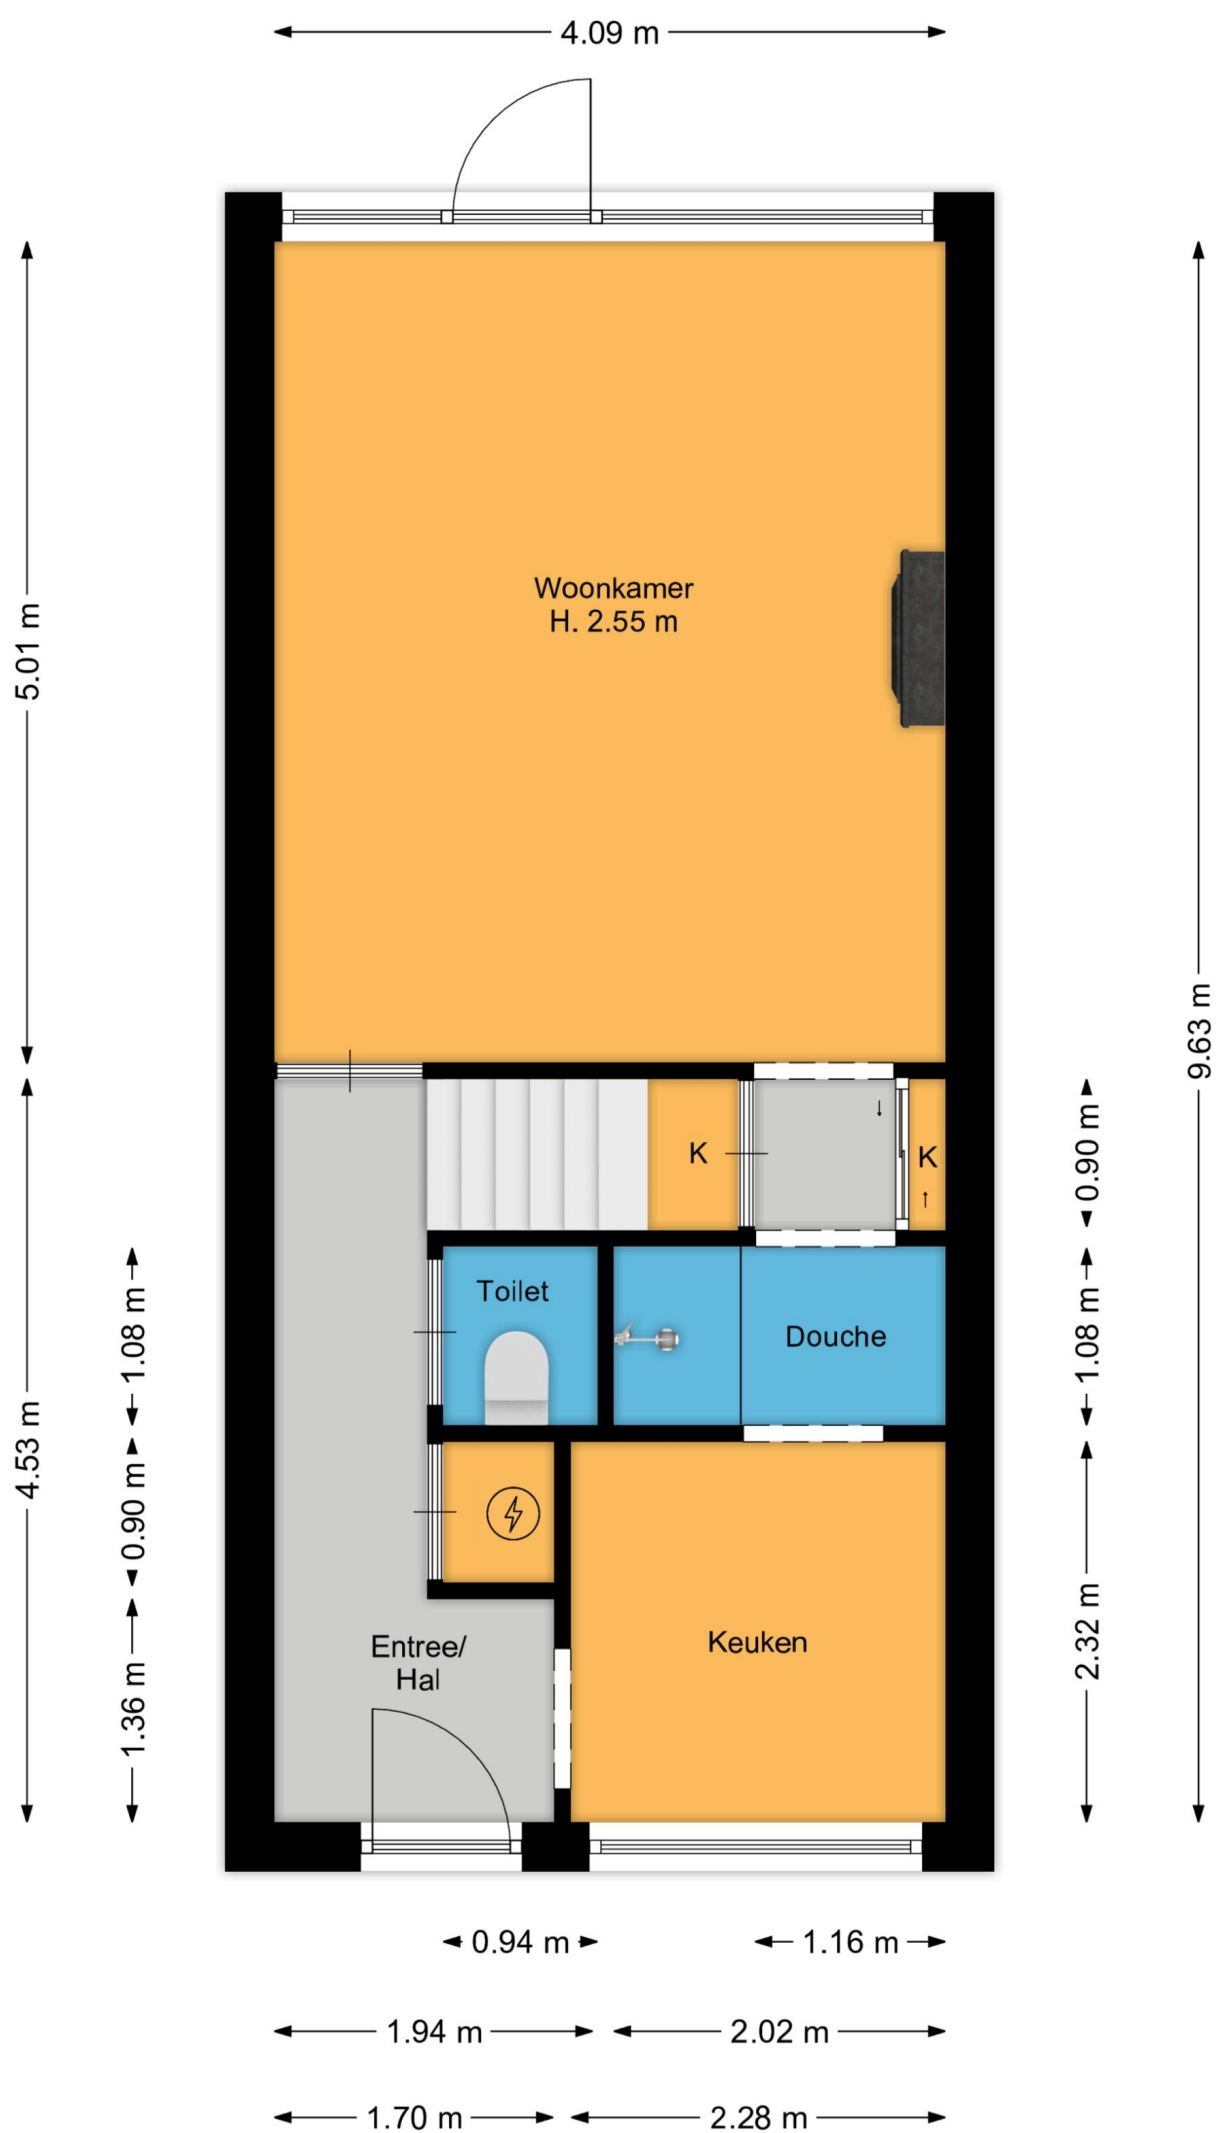 4.09 m
Woonkamer
H. 2.55 m
5.01 m
9.63 m
K
K
0.90 m
Toilet
Douche
1.08 m
1.08 m
4.53 m
0.90 m
Entree/
Hal
Keuken
1.36 m
2.32 m
0.94 m
1.16 m
1.94 m
2.02 m
1.70 m
2.28 m